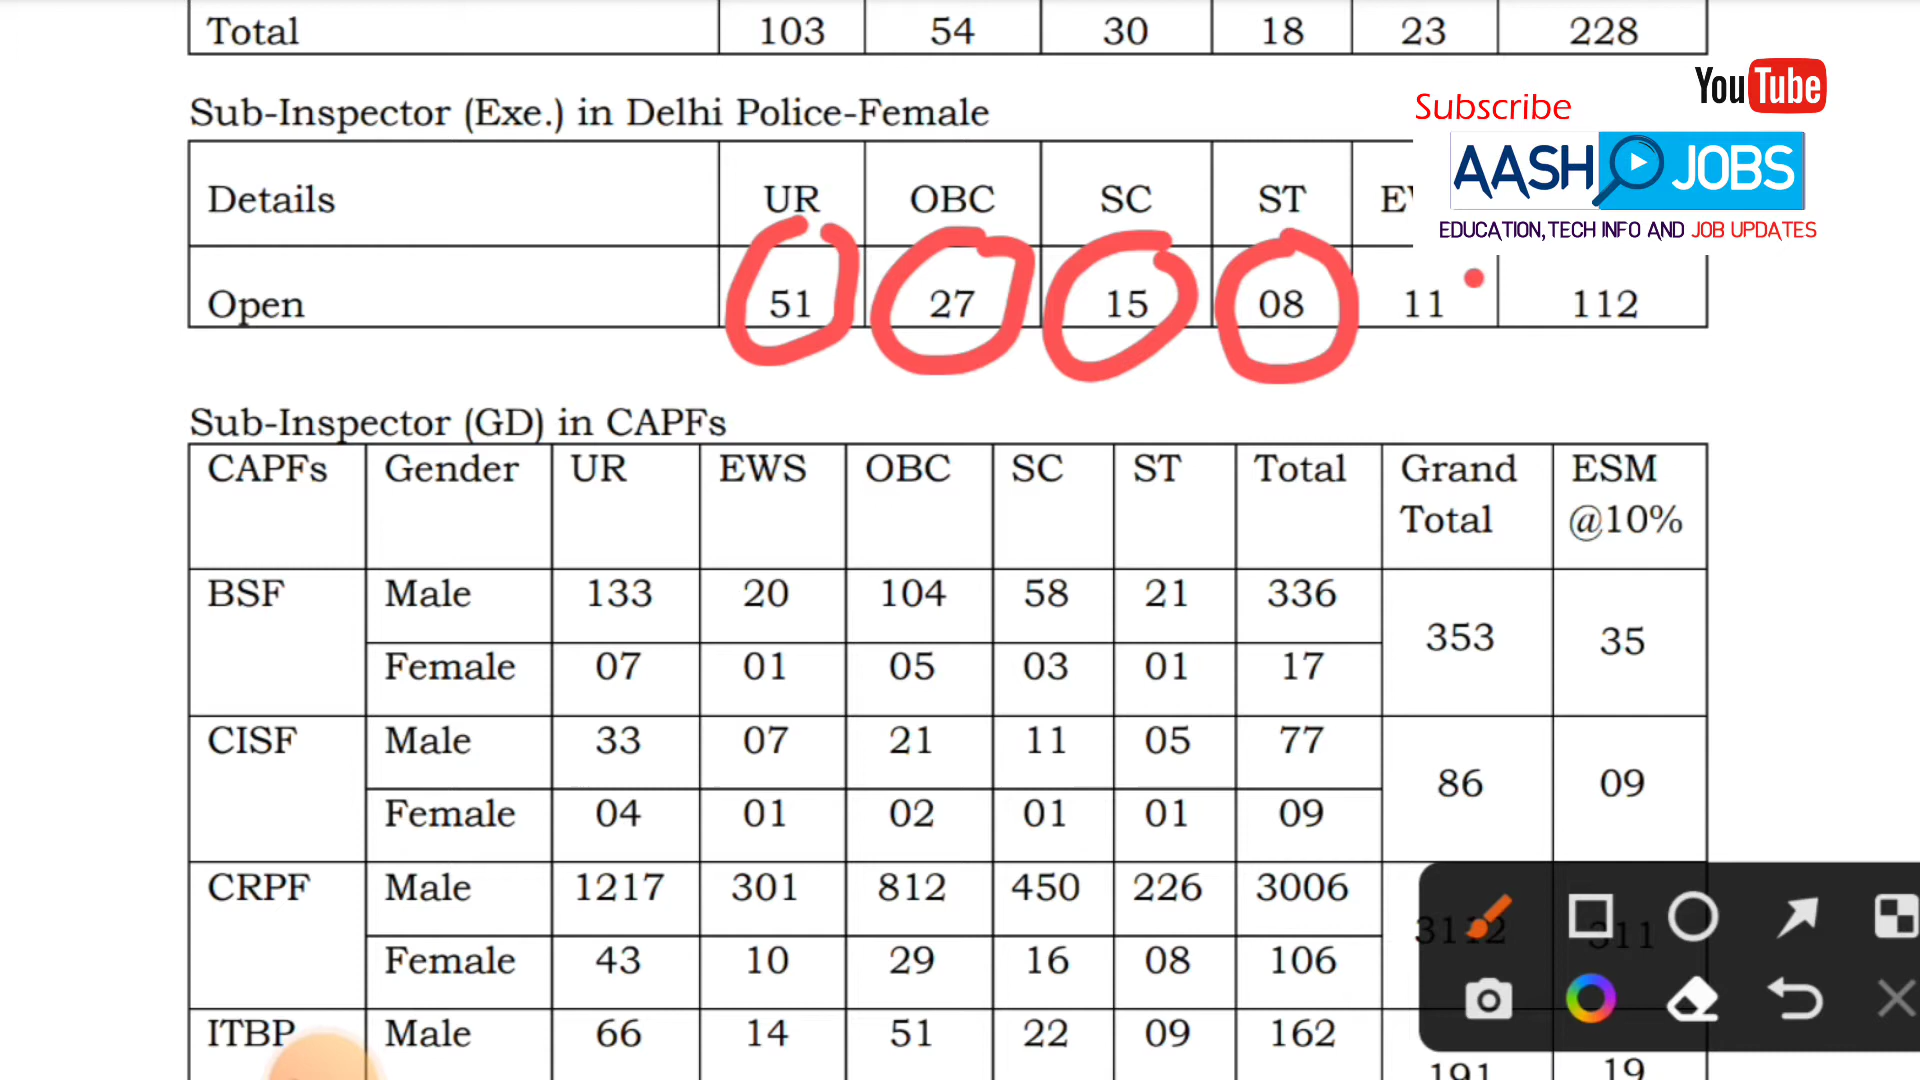 Total 103 54 30 18 23 228
YouTube
Subscribe
Sub-Inspector (Exe.) in Delhi Police-Female
AASH JOBS
EDUCATION,TECH INFO AND JOB UPDATES
Details UR OBC SC ST
Open 51 27 15 08 11 112
Sub-Inspector (GD) in CAPFs
CAPFs Gender UR EWS OBC SC ST Total Grand Total ESM @10%
BSF Male 133 20 104 58 21 336 353 35
Female 07 01 05 03 01 17
CISF Male 33 07 21 11 05 77 86 09
Female 04 01 02 01 01 09
CRPF Male 1217 301 812 450 226 3006 3112 311
Female 43 10 29 16 08 106
ITBP Male 66 14 51 22 09 162 191 19